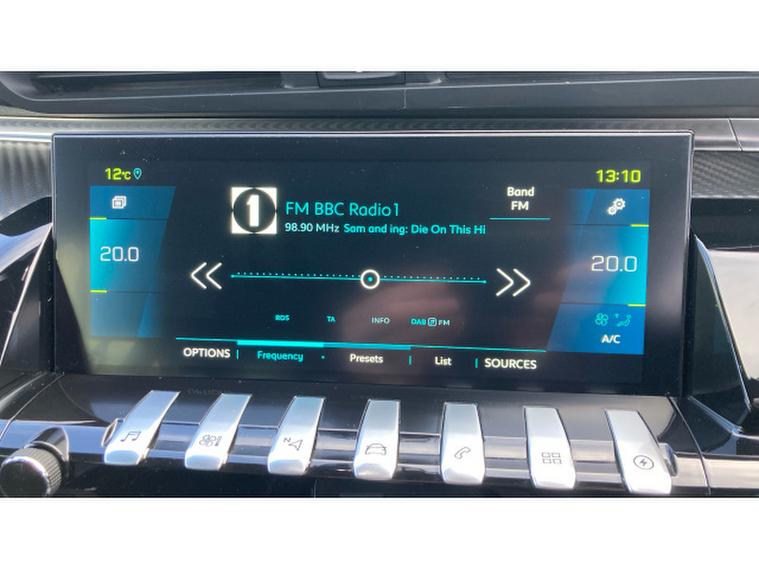 12°C 13:10
1 FM BBC Radio 1 Band
FM
98.90 MHz Sam and ing: Die On This Hi
20.0 20.0
RDS TA INFO DAB FM
A/C
OPTIONS Frequency Presets List SOURCES
N